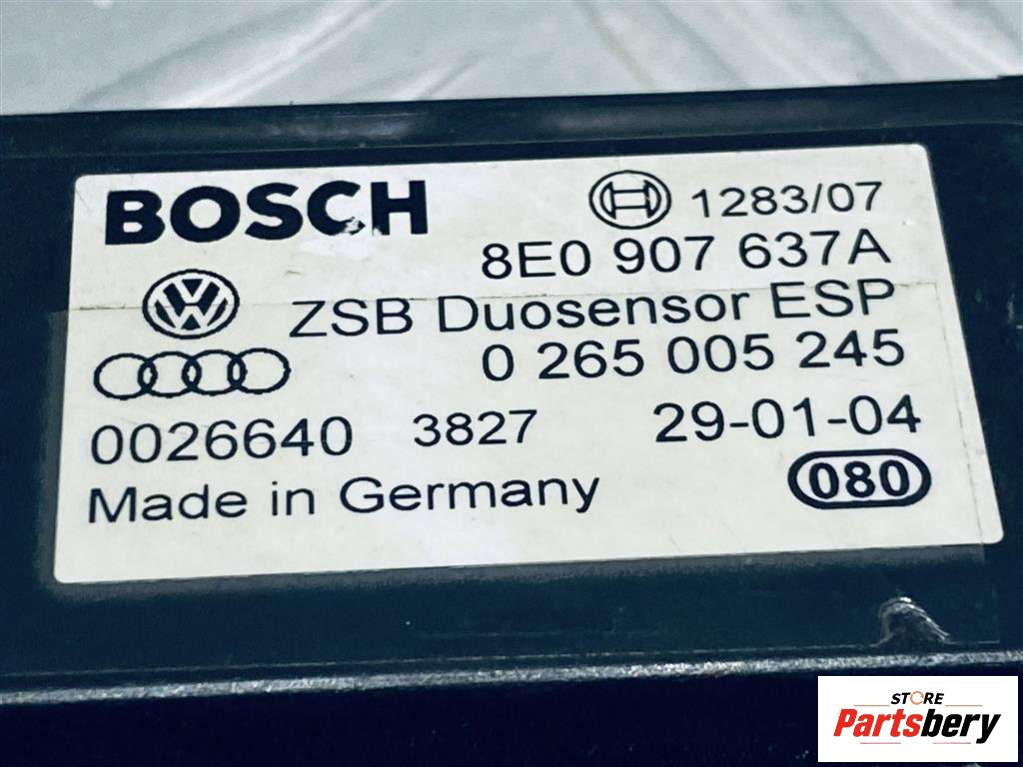 BOSCH 1283/07
8E0 907 637A
ZSB Duosensor ESP
0 265 005 245
0026640 3827 29-01-04
Made in Germany 080
STORE
Partsbery